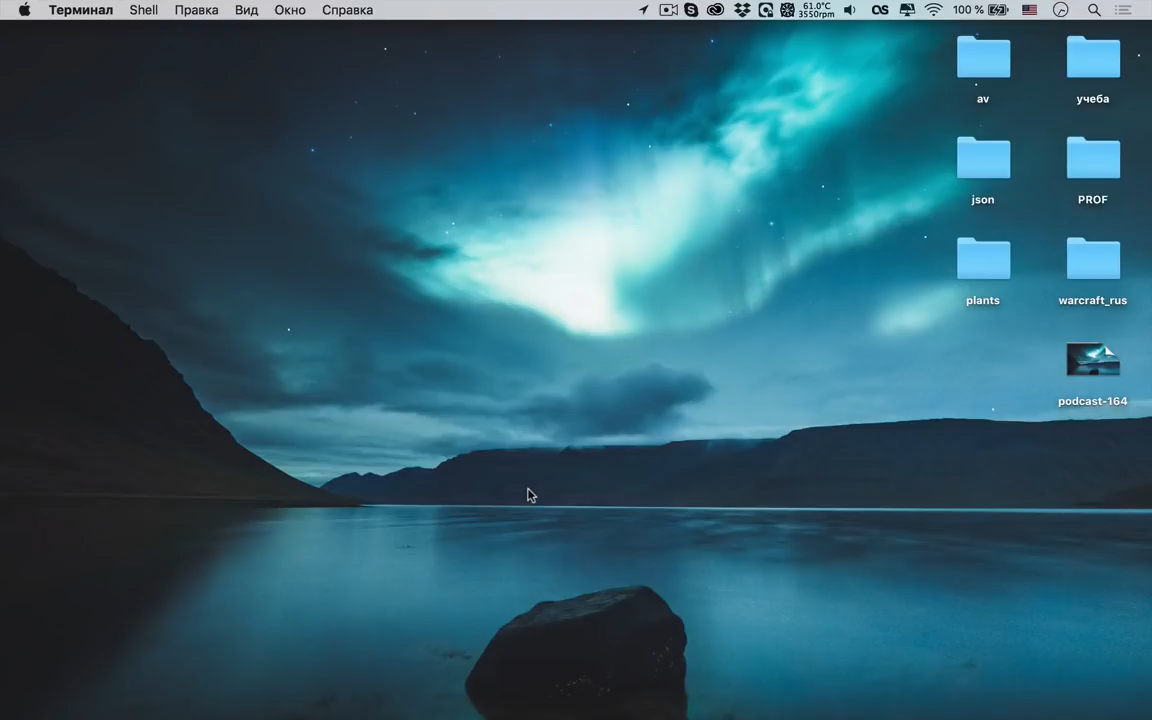 Терминал Shell Правка Вид Окно Справка 61.0°C 3550rpm 100 %
av учеба
json PROF
plants warcraft_rus
podcast-164